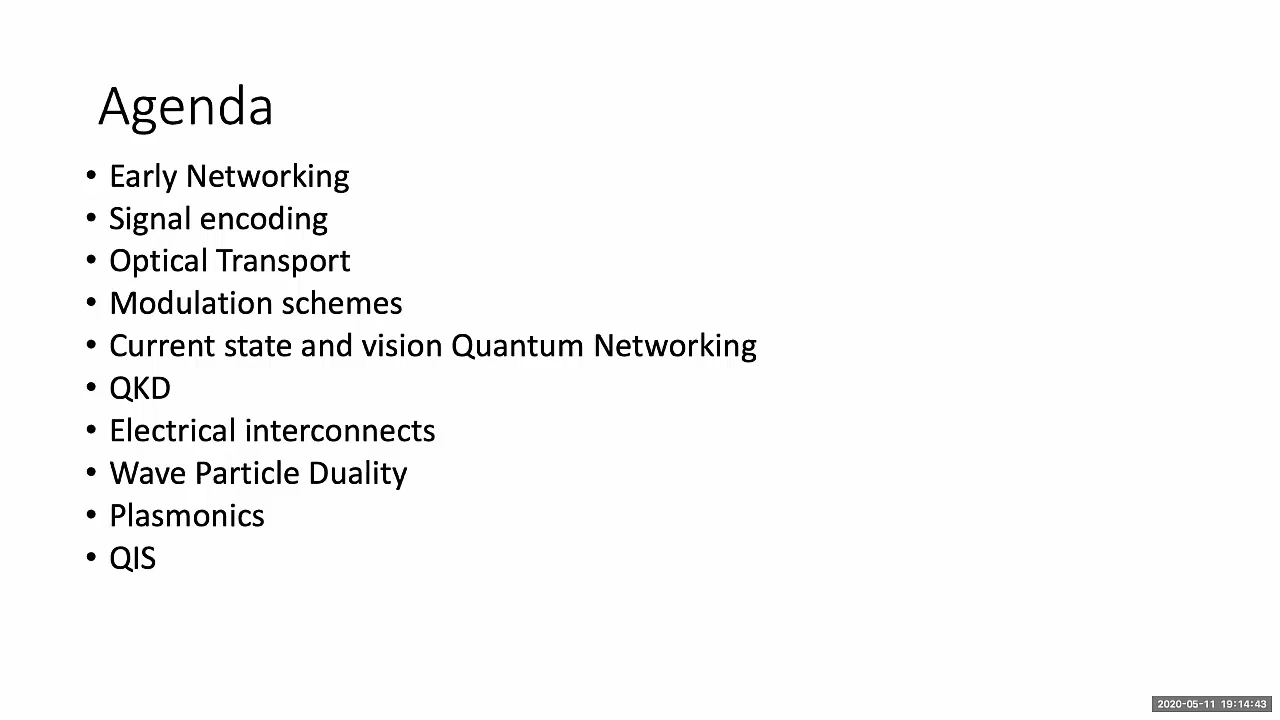 Agenda
• Early Networking
• Signal encoding
• Optical Transport
• Modulation schemes
• Current state and vision Quantum Networking
• QKD
• Electrical interconnects
• Wave Particle Duality
• Plasmonics
• QIS
2020-05-11 19:14:43